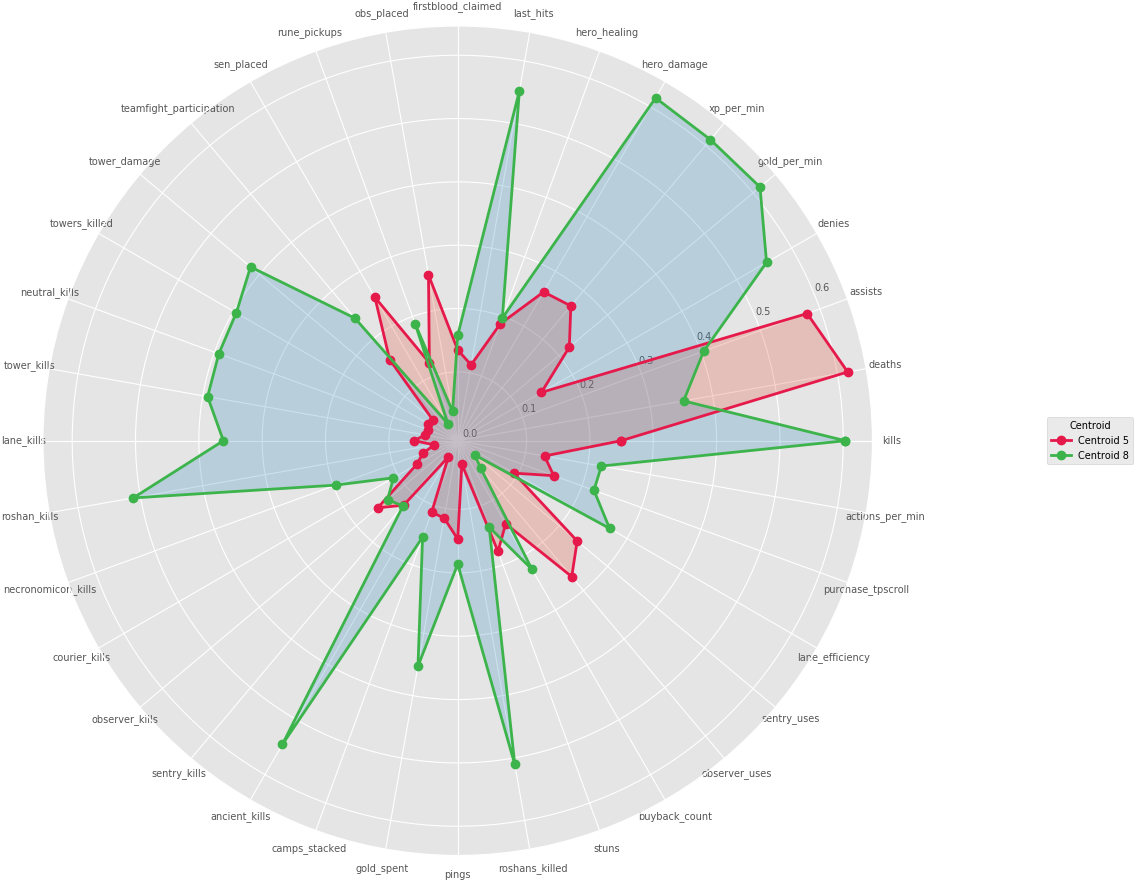 firstblood_claimed
obs_placed
last_hits
rune_pickups
hero_healing
sen_placed
hero_damage
teamfight_participation
xp_per_min
tower_damage
gold_per_min
towers_killed
denies
neutral_kills
assists
0.6
0.5
0.4
0.3
0.2
0.1
0.0
tower_kills
deaths
lane_kills
kills
Centroid
Centroid 5
Centroid 8
roshan_kills
actions_per_min
necronomicon_kills
purchase_tpscroll
courier_kills
lane_efficiency
observer_kills
sentry_uses
sentry_kills
observer_uses
ancient_kills
buyback_count
camps_stacked
stuns
gold_spent
roshans_killed
pings